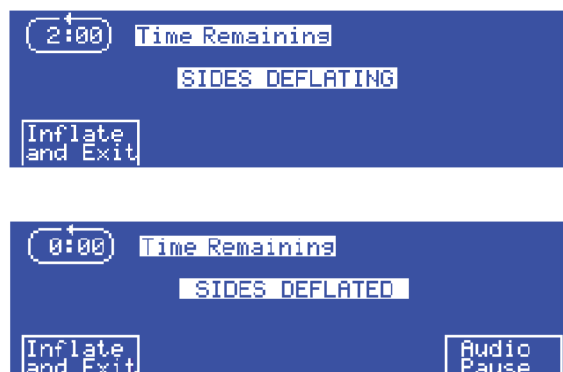 2:00 Time Remaining
SIDES DEFLATING
Inflate
and Exit
0:00 Time Remaining
SIDES DEFLATED
Inflate
and Exit
Audio
Pause